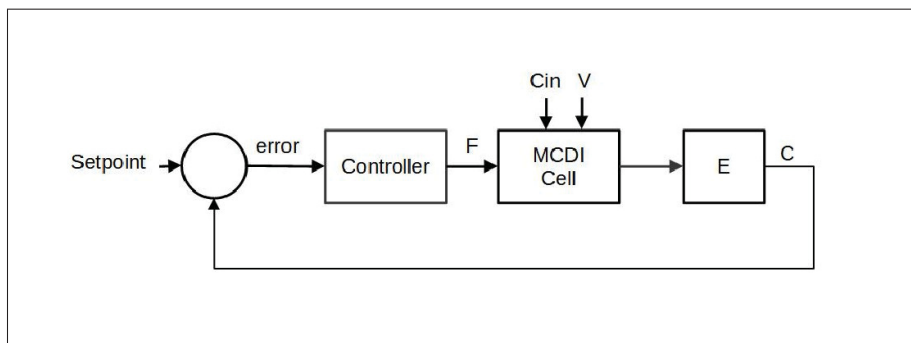 Cin V
Setpoint
error
Controller
F
MCDI
Cell
E
C